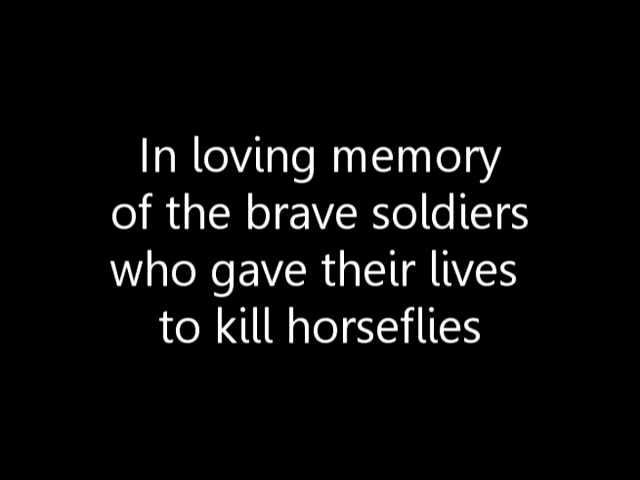 In loving memory
of the brave soldiers
who gave their lives
to kill horseflies